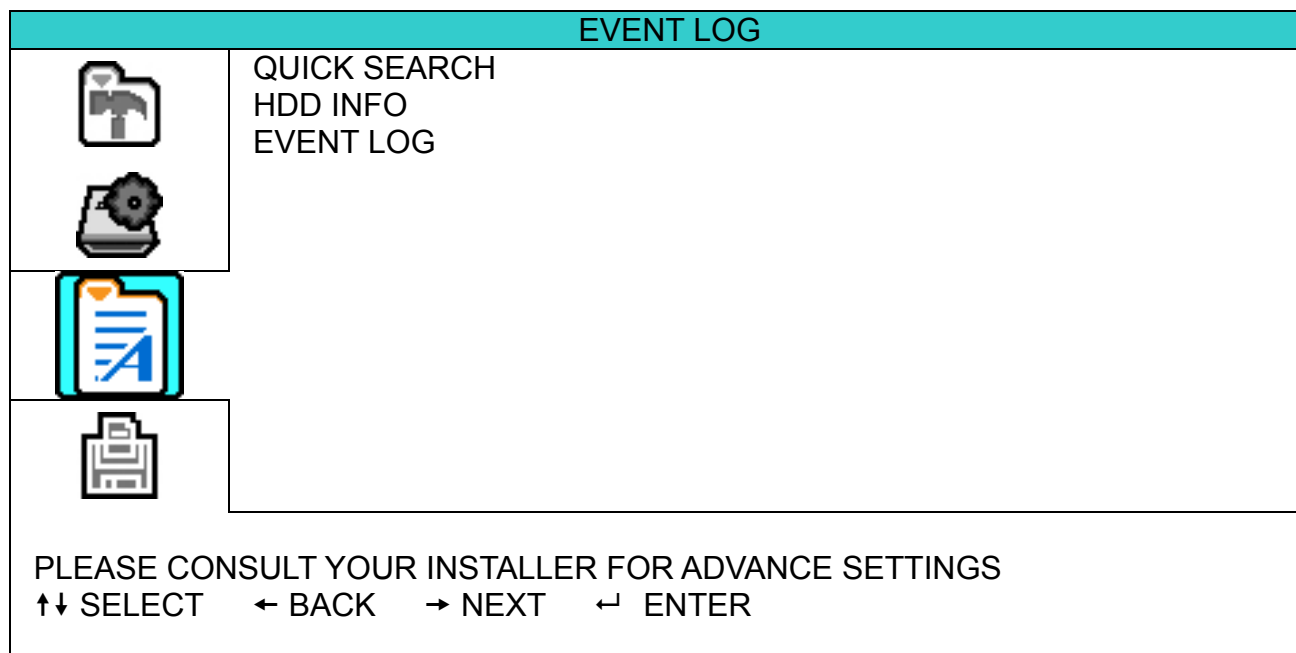 EVENT LOG
QUICK SEARCH
HDD INFO
EVENT LOG
PLEASE CONSULT YOUR INSTALLER FOR ADVANCE SETTINGS
↑↓ SELECT ← BACK → NEXT ↵ ENTER